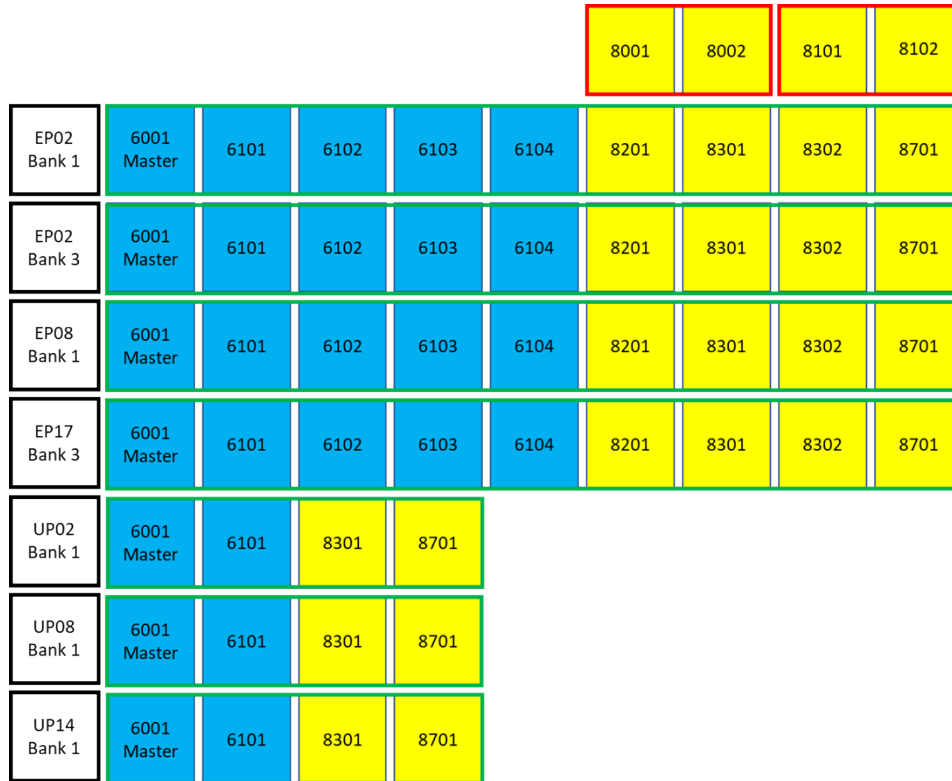 8001 8002 8101 8102
EP02 Bank 1 6001 Master 6101 6102 6103 6104 8201 8301 8302 8701
EP02 Bank 3 6001 Master 6101 6102 6103 6104 8201 8301 8302 8701
EP08 Bank 1 6001 Master 6101 6102 6103 6104 8201 8301 8302 8701
EP17 Bank 3 6001 Master 6101 6102 6103 6104 8201 8301 8302 8701
UP02 Bank 1 6001 Master 6101 8301 8701
UP08 Bank 1 6001 Master 6101 8301 8701
UP14 Bank 1 6001 Master 6101 8301 8701